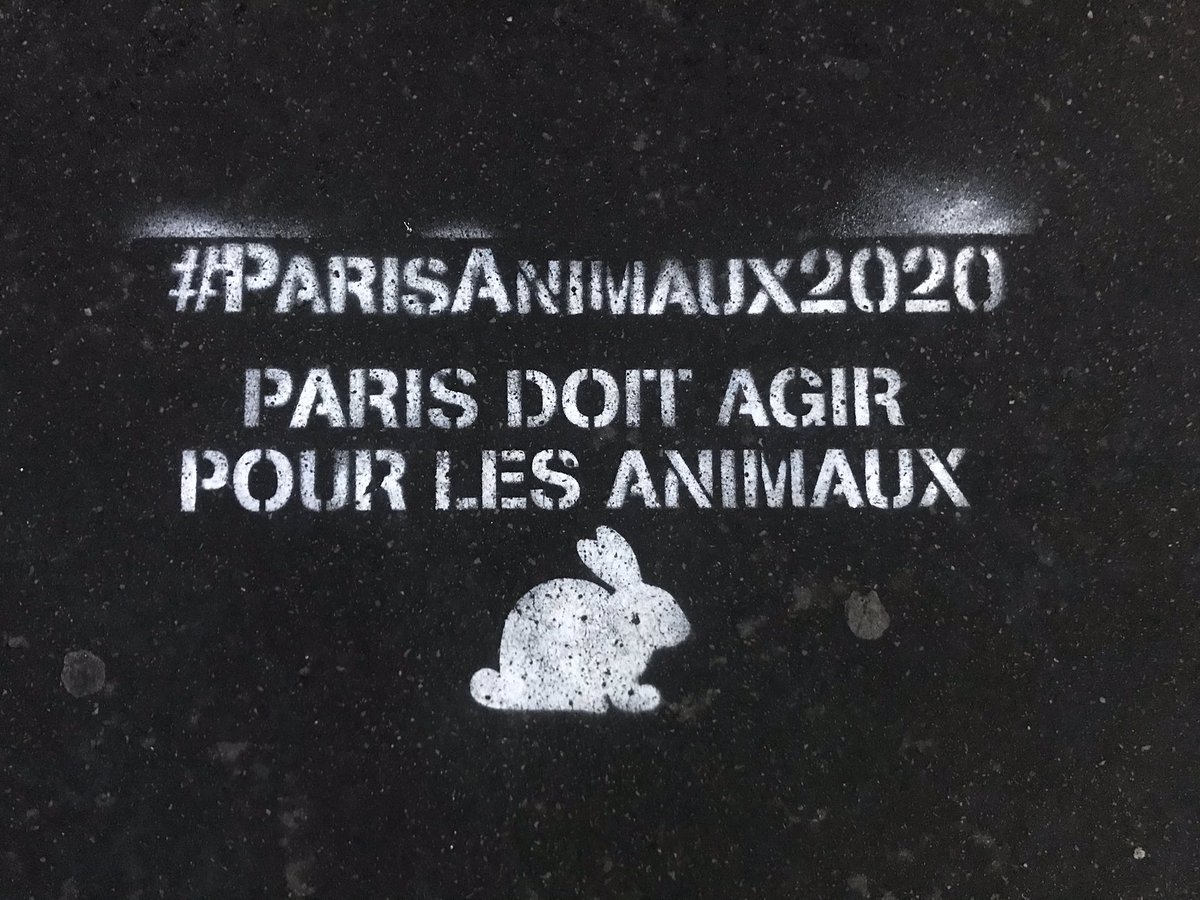 #ParisAnimaux2020
PARIS DOIT AGIR
POUR LES ANIMAUX